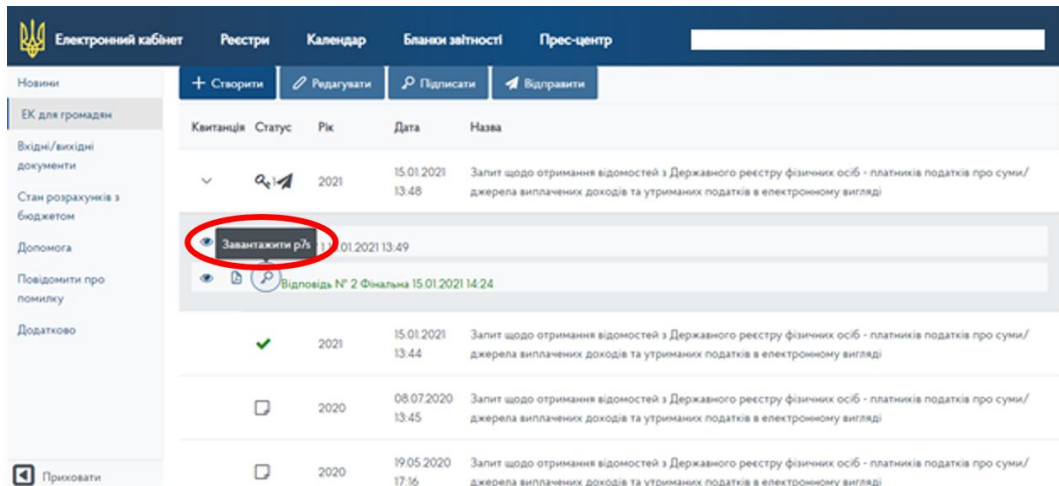 Електронний кабінет Реєстри Календар Бланки звітності Прес-центр
Новини
ЕК для громадян
Вхідні/вихідні
документи
Стан розрахунків з
бюджетом
Допомога
Повідомити про
помилку
Додатково
Приховати
Створити Редагувати Підписати Відправити
Квитанція Статус Рік Дата Назва
2021 15.01.2021 Запит щодо отримання відомостей з Державного реєстру фізичних осіб - платників податків про суми/
13:48 джерела виплачених доходів та утриманих податків в електронному вигляді
Завантажити p7s
01.2021 13:49
Відповідь № 2 Фінальна 15.01.2021 14:24
2021 15.01.2021 Запит щодо отримання відомостей з Державного реєстру фізичних осіб - платників податків про суми/
13:44 джерела виплачених доходів та утриманих податків в електронному вигляді
2020 08.07.2020 Запит щодо отримання відомостей з Державного реєстру фізичних осіб - платників податків про суми/
13:45 джерела виплачених доходів та утриманих податків в електронному вигляді
2020 19.05.2020 Запит щодо отримання відомостей з Державного реєстру фізичних осіб - платників податків про суми/
17:16 джерела виплачених доходів та утриманих податків в електронному вигляді